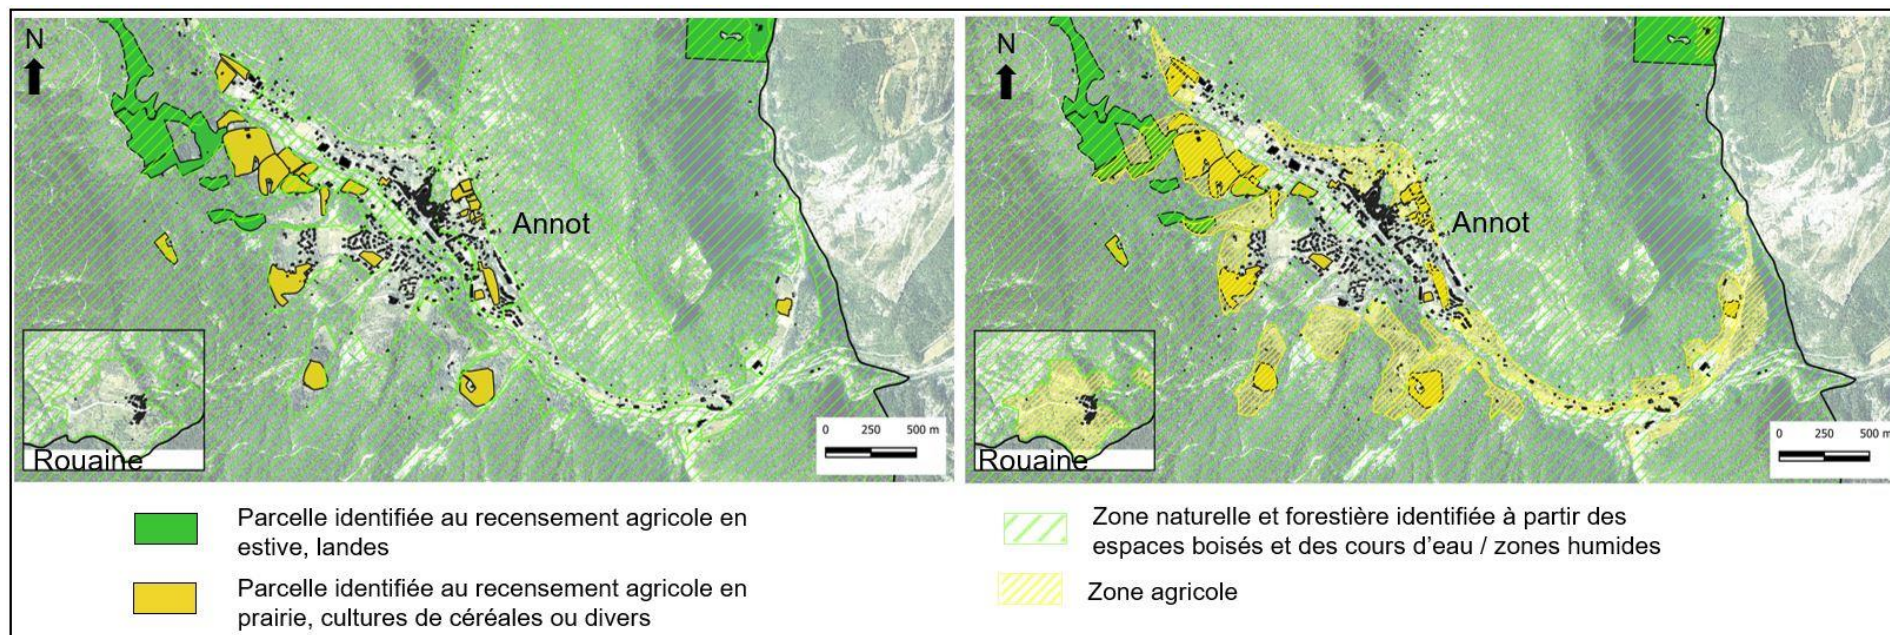 N
Annot
Rouaine
0 250 500 m
N
Annot
Rouaine
0 250 500 m
Parcelle identifiée au recensement agricole en
estive, landes
Parcelle identifiée au recensement agricole en
prairie, cultures de céréales ou divers
Zone naturelle et forestière identifiée à partir des
espaces boisés et des cours d'eau / zones humides
Zone agricole